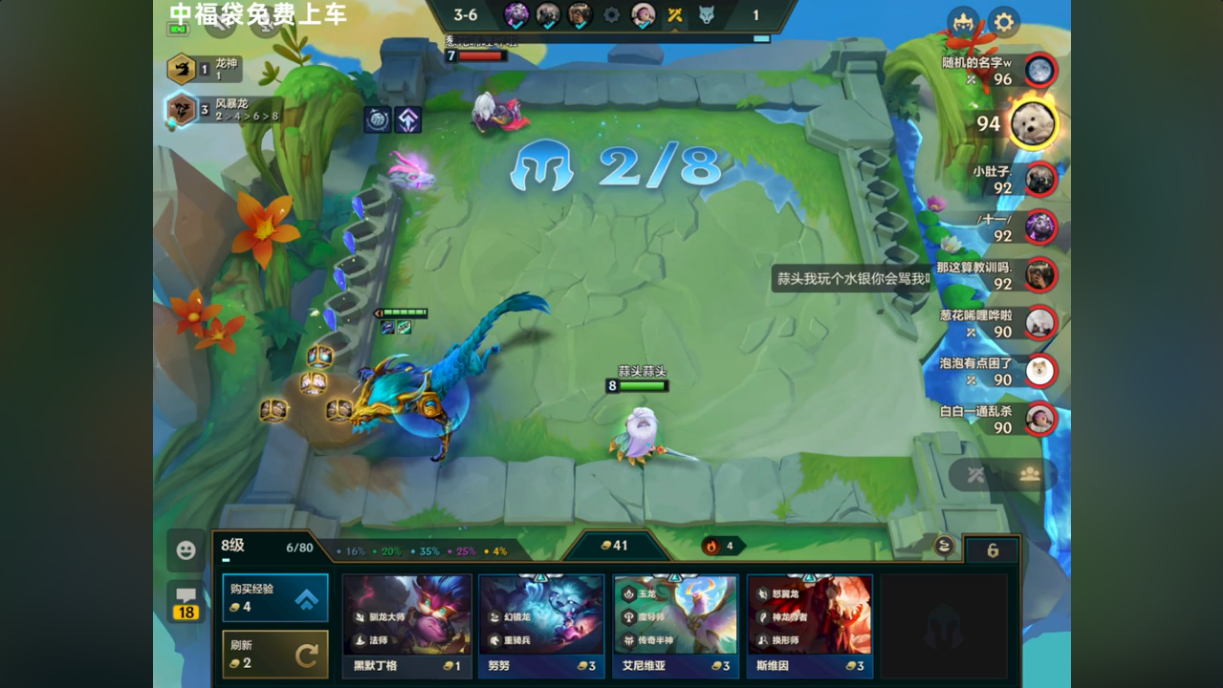 中福袋免费上车
3-6
1
7
1
龙神
1
3
风暴龙
2 > 4 > 6 > 8
2/8
随机的名字w
96
94
小肚子.
92
/十一/
92
那这算教训吗.
92
蒜头我玩个水银你会骂我
葱花唏哩哗啦
90
泡泡有点困了
90
白白一通乱杀
90
蒜头蒜头
8
8级
6/80
16%
20%
35%
25%
4%
41
4
6
18
购买经验
4
刷新
2
驯龙大师
法师
黑默丁格
1
幻镜龙
重骑兵
努努
3
玉龙
魔导师
传奇半神
艾尼维亚
3
怒翼龙
神龙尊者
换形师
斯维因
3